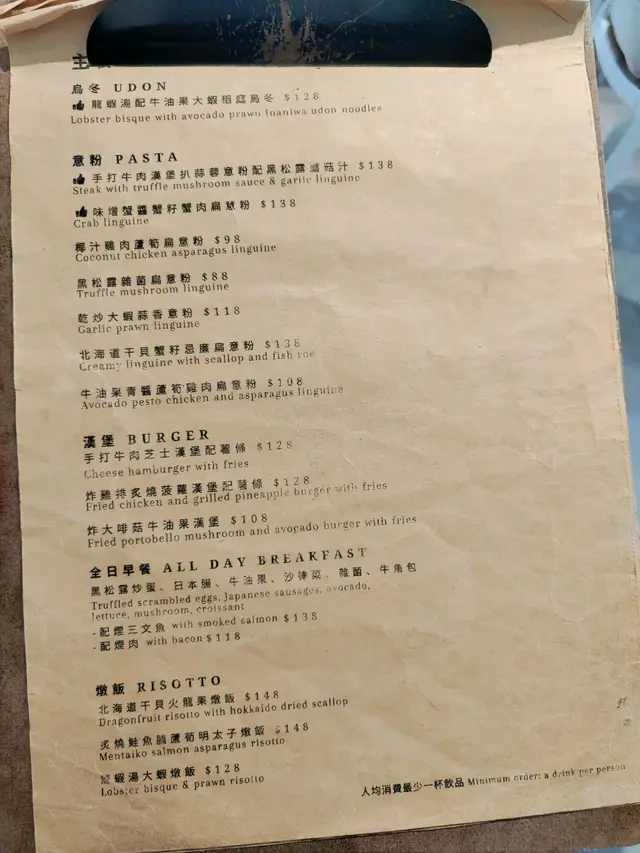 主
烏冬 UDON
龍蝦湯配牛油果大蝦稻庭烏冬 $128
Lobster bisque with avocado prawn Inaniwa udon noodles
意粉 PASTA
手打牛肉漢堡扒蒜蓉意粉配黑松露蘑菇汁 $138
Steak with truffle mushroom sauce & garlic linguine
味增蟹醬蟹籽蟹肉扁意粉 $138
Crab linguine
椰汁雞肉蘆筍扁意粉 $98
Coconut chicken asparagus linguine
黑松露雜菌扁意粉 $88
Truffle mushroom linguine
乾炒大蝦蒜香意粉 $118
Garlic prawn linguine
北海道干貝蟹籽忌廉扁意粉 $138
Creamy linguine with scallop and fish roe
牛油果青醬蘆筍雞肉扁意粉 $108
Avocado pesto chicken and asparagus linguine
漢堡 BURGER
手打牛肉芝士漢堡配薯條 $128
Cheese hamburger with fries
炸雞排炙燒菠蘿漢堡配薯條 $128
Fried chicken and grilled pineapple burger with fries
炸大啡菇牛油果漢堡 $108
Fried portobello mushroom and avocado burger with fries
全日早餐 ALL DAY BREAKFAST
黑松露炒蛋、日本腸、牛油果、沙律菜、雜菌、牛角包
Truffled scrambled eggs, Japanese sausages, avocado,
lettuce, mushroom, croissant
-配煙三文魚 with smoked salmon $138
-配煙肉 with bacon $118
燉飯 RISOTTO
北海道干貝火龍果燉飯 $148
Dragonfruit risotto with hokkaido dried scallop
炙燒鮭魚腩蘆筍明太子燉飯 $148
Mentaiko salmon asparagus risotto
龍蝦湯大蝦燉飯 $128
Lobster bisque & prawn risotto
人均消費最少一杯飲品 Minimum order: a drink per person